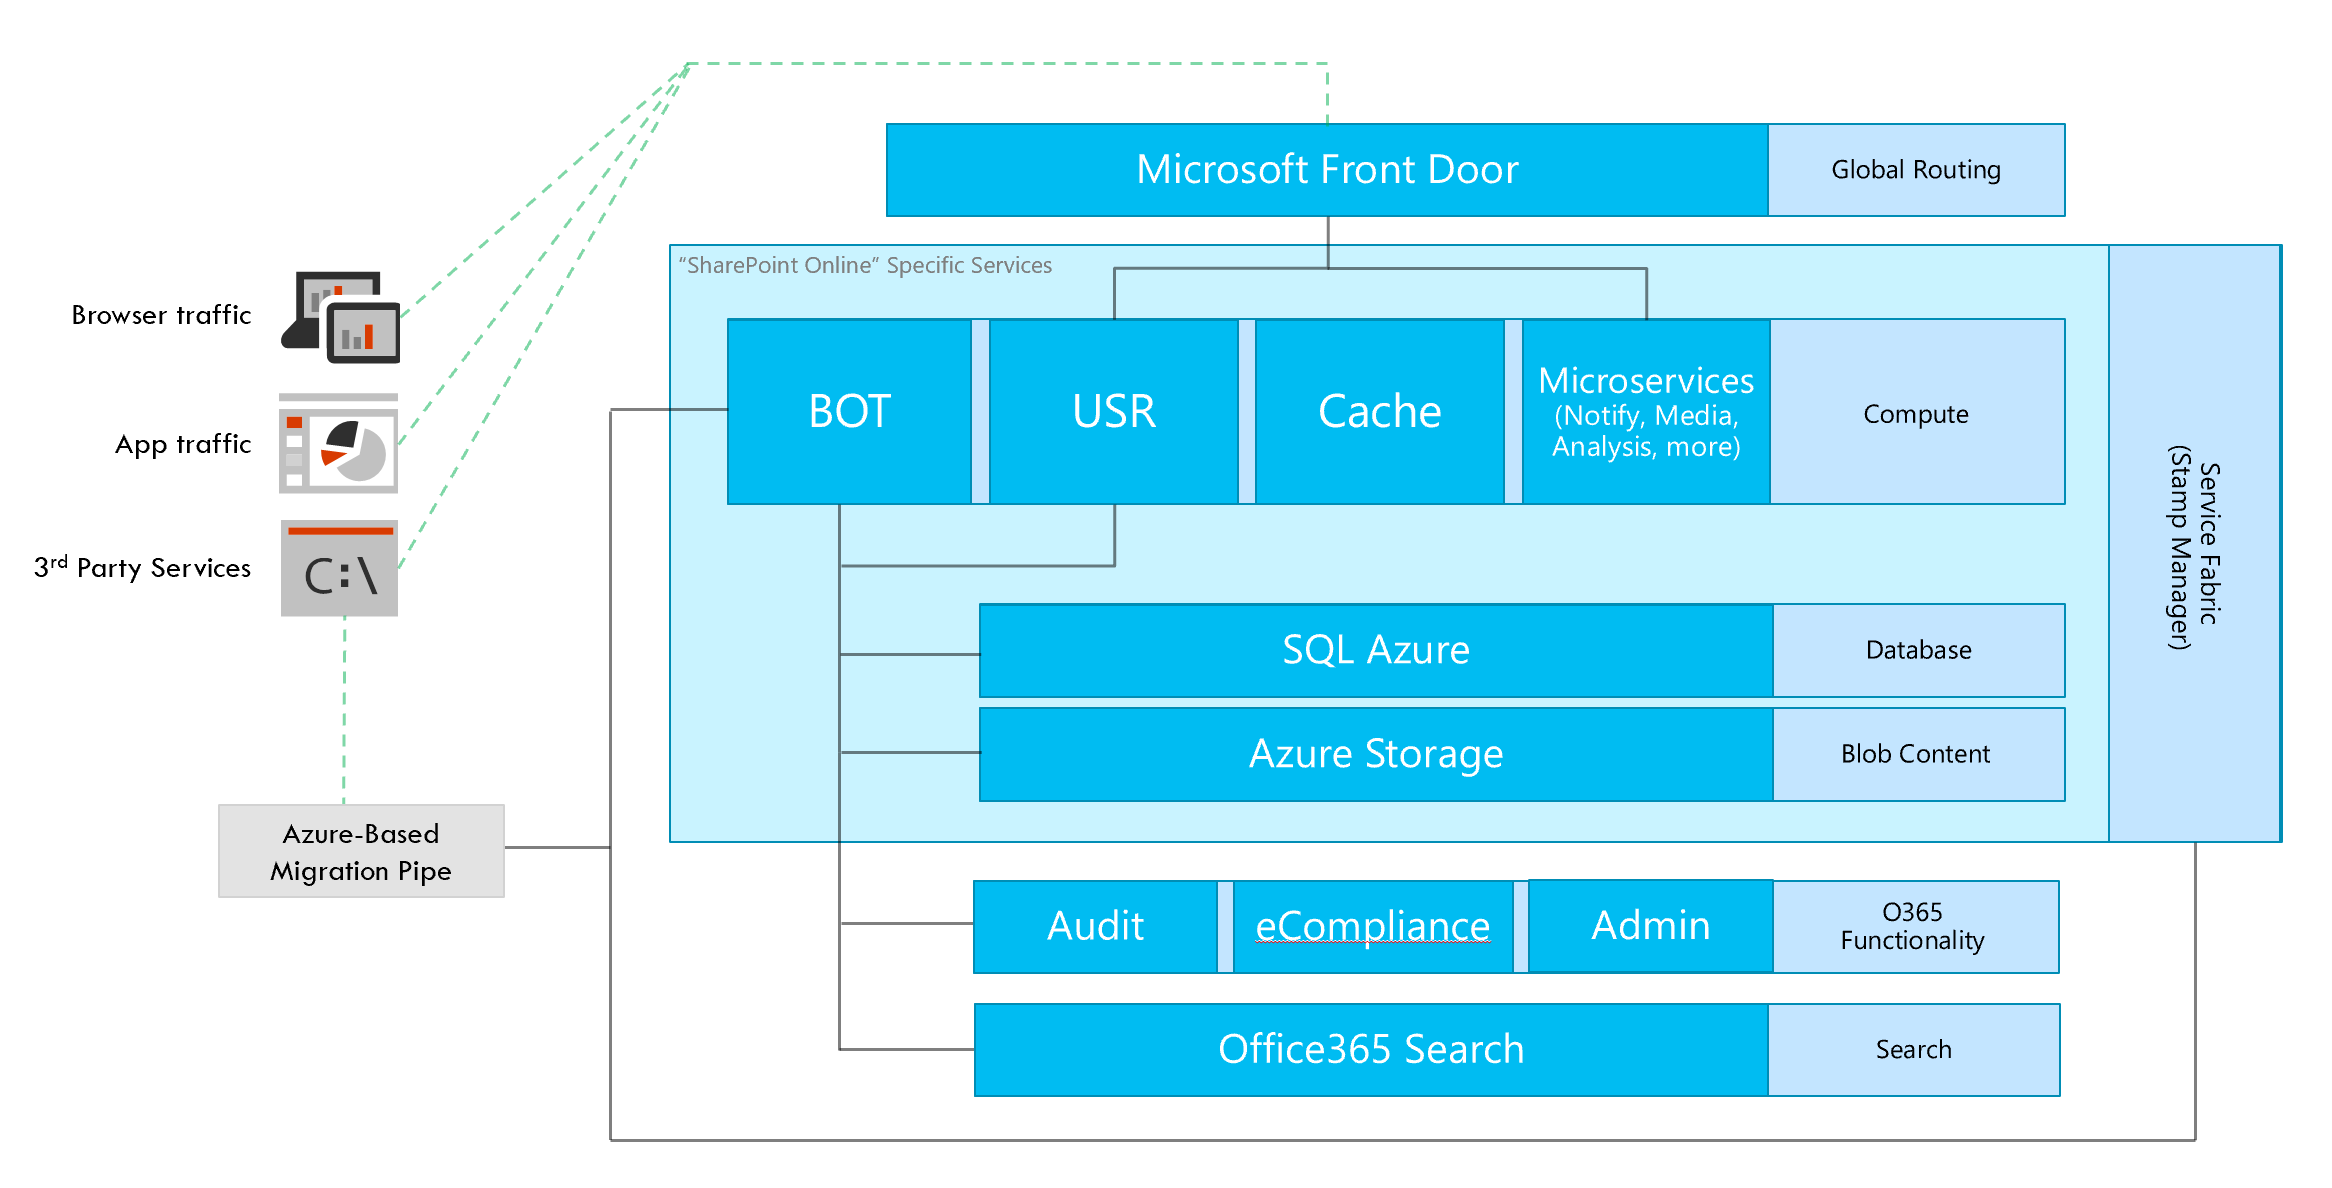 Microsoft Front Door
Global Routing
“SharePoint Online” Specific Services
Browser traffic
App traffic
3rd Party Services
C:\
BOT
USR
Cache
Microservices
(Notify, Media,
Analysis, more)
Compute
Service Fabric
(Stamp Manager)
SQL Azure
Database
Azure Storage
Blob Content
Azure-Based
Migration Pipe
Audit
eCompliance
Admin
O365
Functionality
Office365 Search
Search